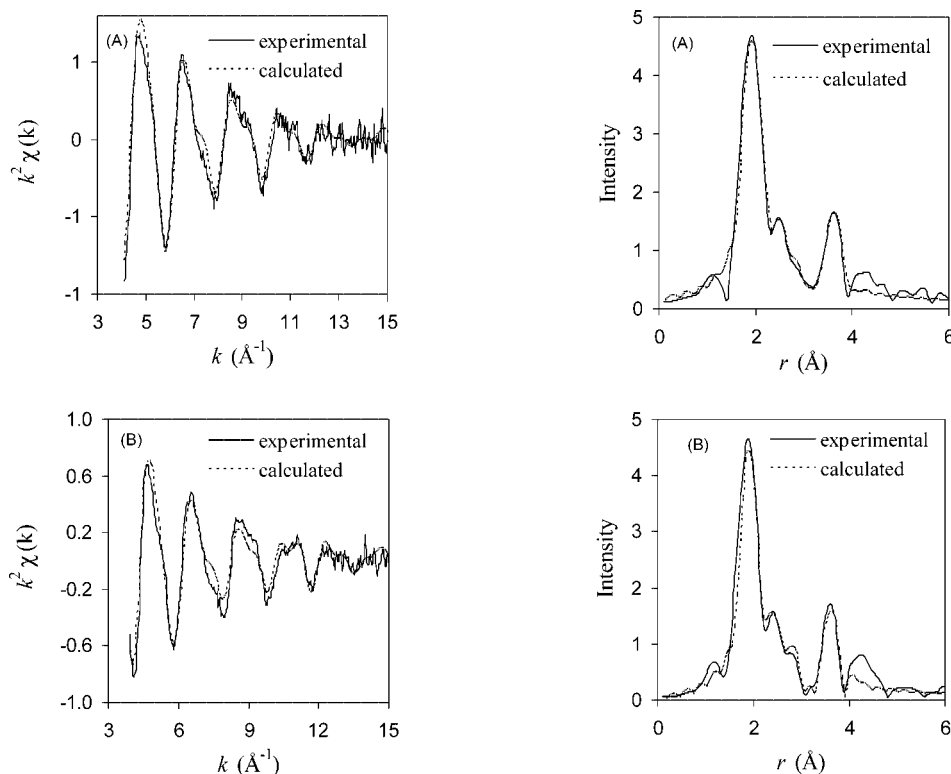 (A)
experimental
calculated
1
0
-1
-1
3
5
7
9
11
13
15
k² χ(k)
k (Å⁻¹)
(A)
experimental
calculated
5
4
3
2
1
0
0
2
4
6
Intensity
r (Å)
(B)
experimental
calculated
1.0
0.6
0.2
-0.2
-0.6
-1.0
3
6
9
12
15
k² χ(k)
k (Å⁻¹)
(B)
experimental
calculated
5
4
3
2
1
0
0
2
4
6
Intensity
r (Å)